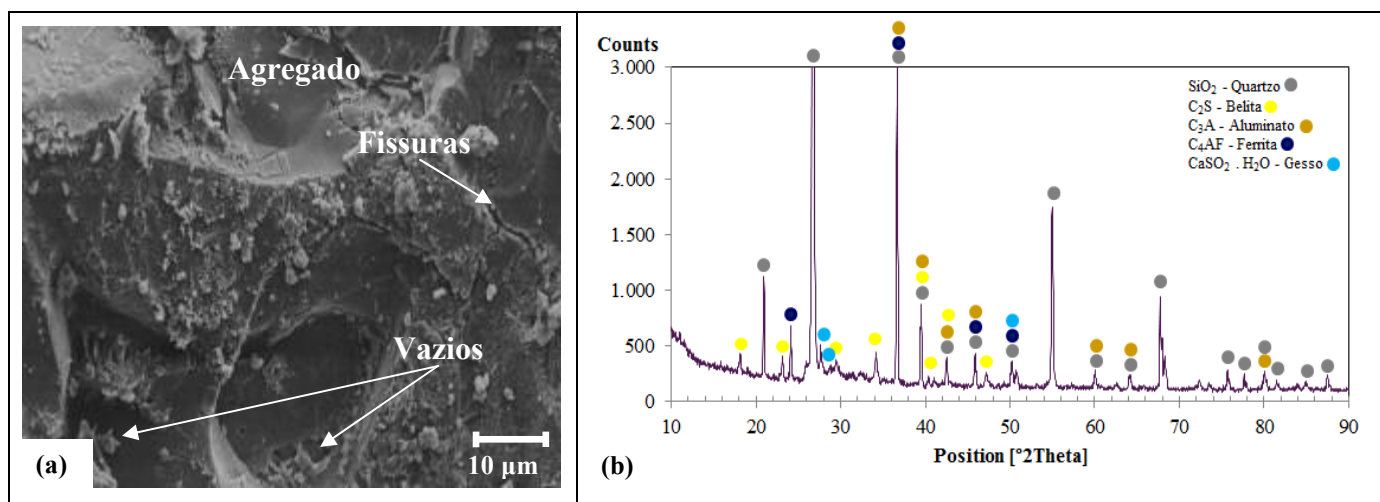 Agregado
Fissuras
Vazios
10 µm
(a)
Counts
3.000
2.500
2.000
1.500
1.000
500
0
10 20 30 40 50 60 70 80 90
Position [°2Theta]
SiO₂ - Quartzo
C₂S - Belita
C₃A - Aluminato
C₄AF - Ferrita
CaSO₂ . H₂O - Gesso
(b)